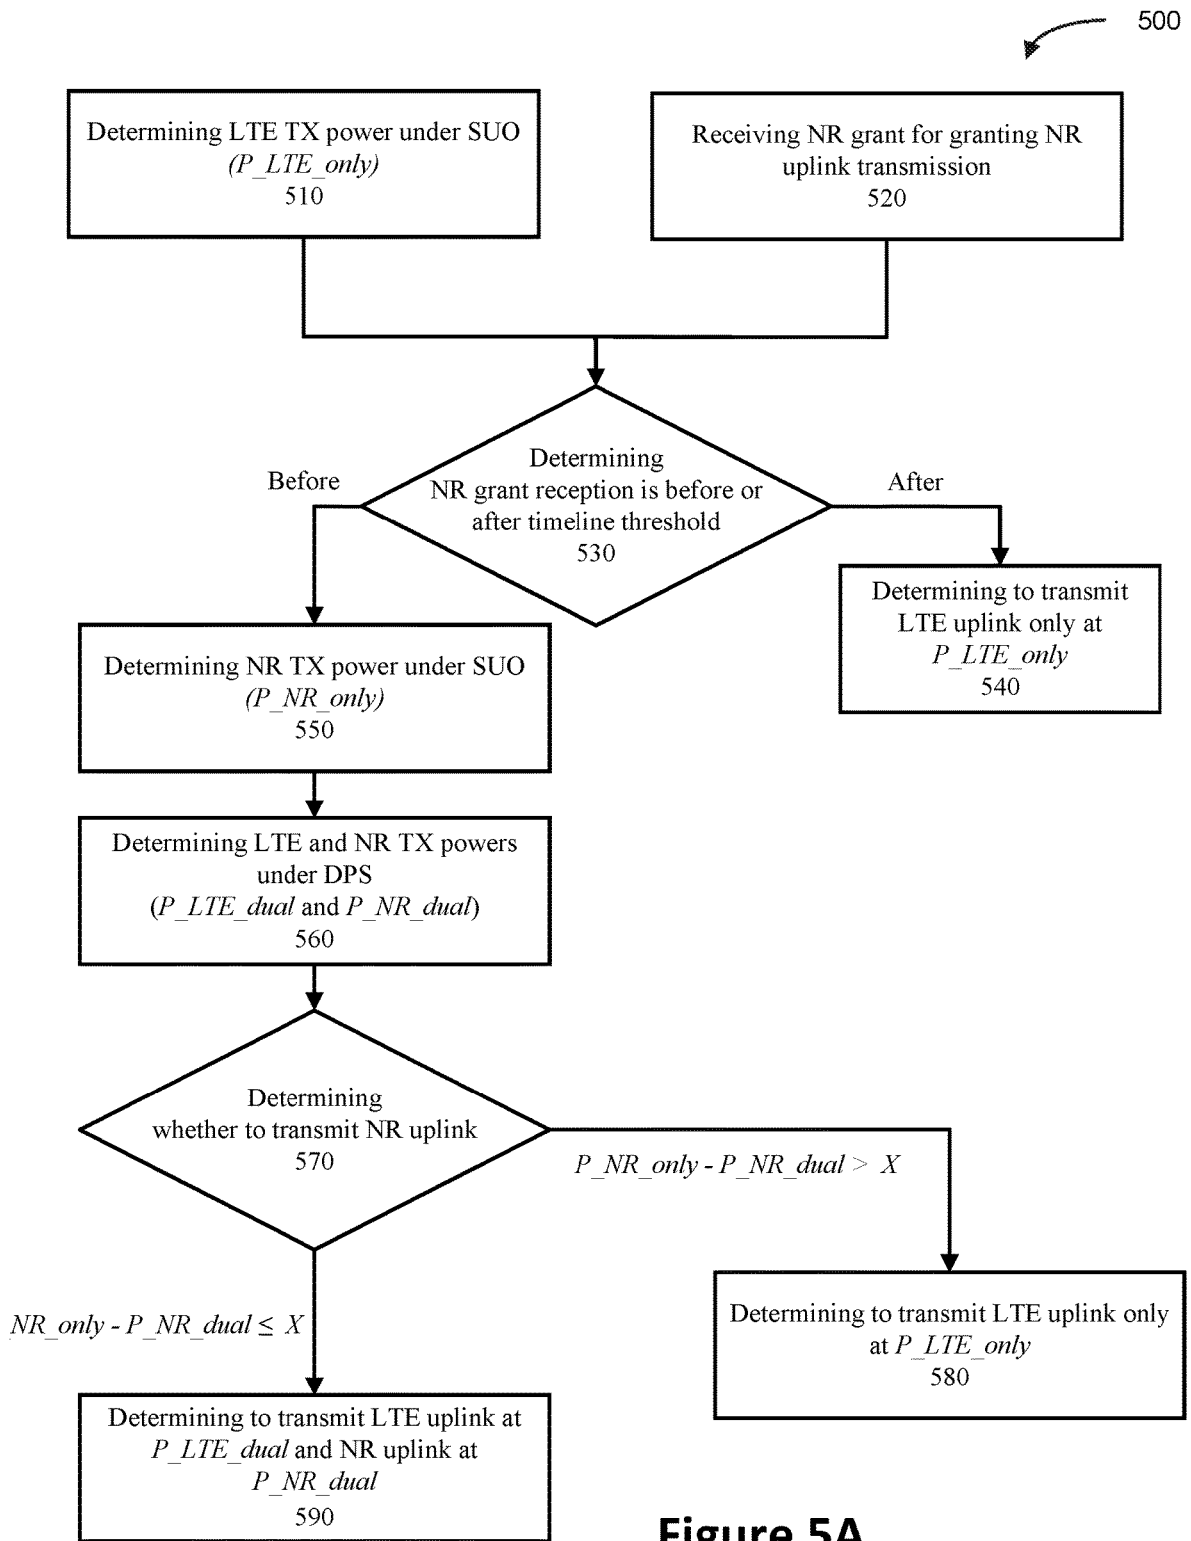 500
Determining LTE TX power under SUO
(P_LTE_only)
510
Receiving NR grant for granting NR
uplink transmission
520
Determining
NR grant reception is before or
after timeline threshold
530
Before
After
Determining to transmit
LTE uplink only at
P_LTE_only
540
Determining NR TX power under SUO
(P_NR_only)
550
Determining LTE and NR TX powers
under DPS
(P_LTE_dual and P_NR_dual)
560
Determining
whether to transmit NR uplink
570
P_NR_only - P_NR_dual > X
NR_only - P_NR_dual ≤ X
Determining to transmit LTE uplink only
at P_LTE_only
580
Determining to transmit LTE uplink at
P_LTE_dual and NR uplink at
P_NR_dual
590
Figure 5A